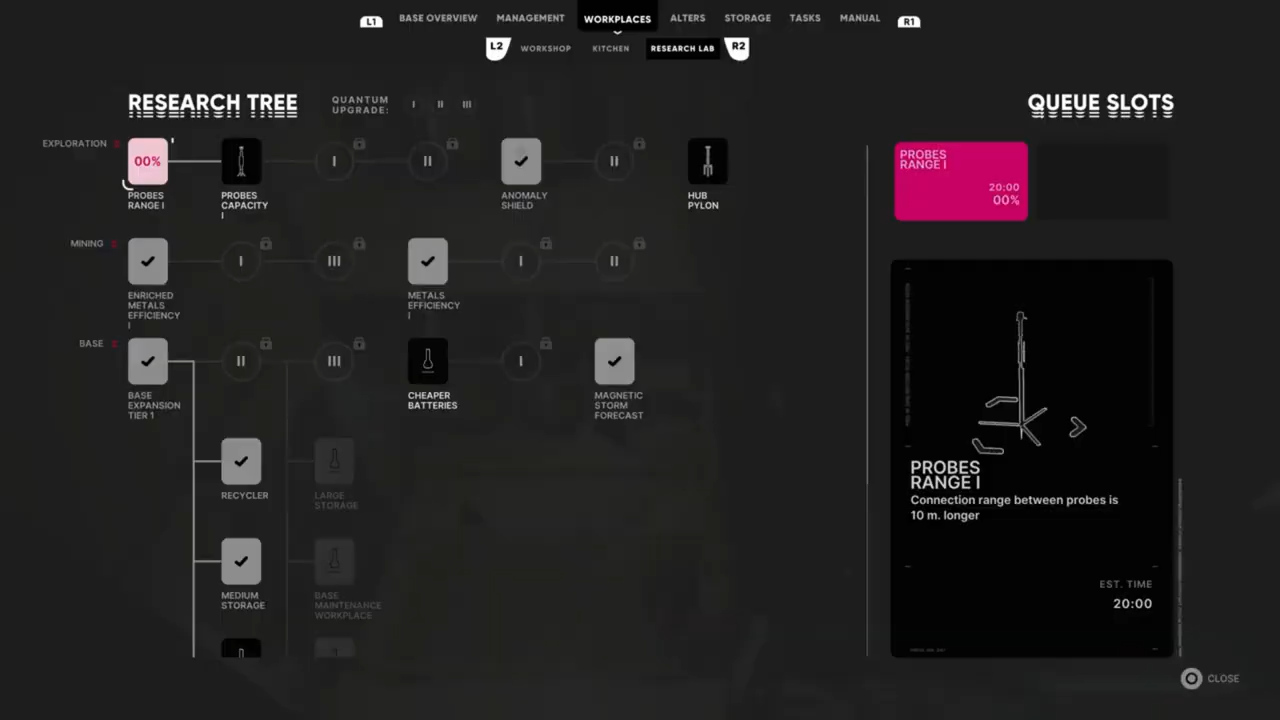 L1 BASE OVERVIEW MANAGEMENT WORKPLACES ALTERS STORAGE TASKS MANUAL R1
L2 WORKSHOP KITCHEN RESEARCH LAB R2
RESEARCH TREE
QUANTUM
UPGRADE:
I II III
QUEUE SLOTS
EXPLORATION
00%
I
II
II
PROBES
RANGE I
PROBES
CAPACITY
I
ANOMALY
SHIELD
HUB
PYLON
MINING
I
III
I
II
ENRICHED
METALS
EFFICIENCY
I
METALS
EFFICIENCY
I
BASE
II
III
I
BASE
EXPANSION
TIER 1
CHEAPER
BATTERIES
MAGNETIC
STORM
FORECAST
RECYCLER
LARGE
STORAGE
MEDIUM
STORAGE
BASE
MAINTENANCE
WORKPLACE
PROBES
RANGE I
20:00
00%
PROBES
RANGE I
Connection range between probes is
10 m. longer
EST. TIME
20:00
CLOSE